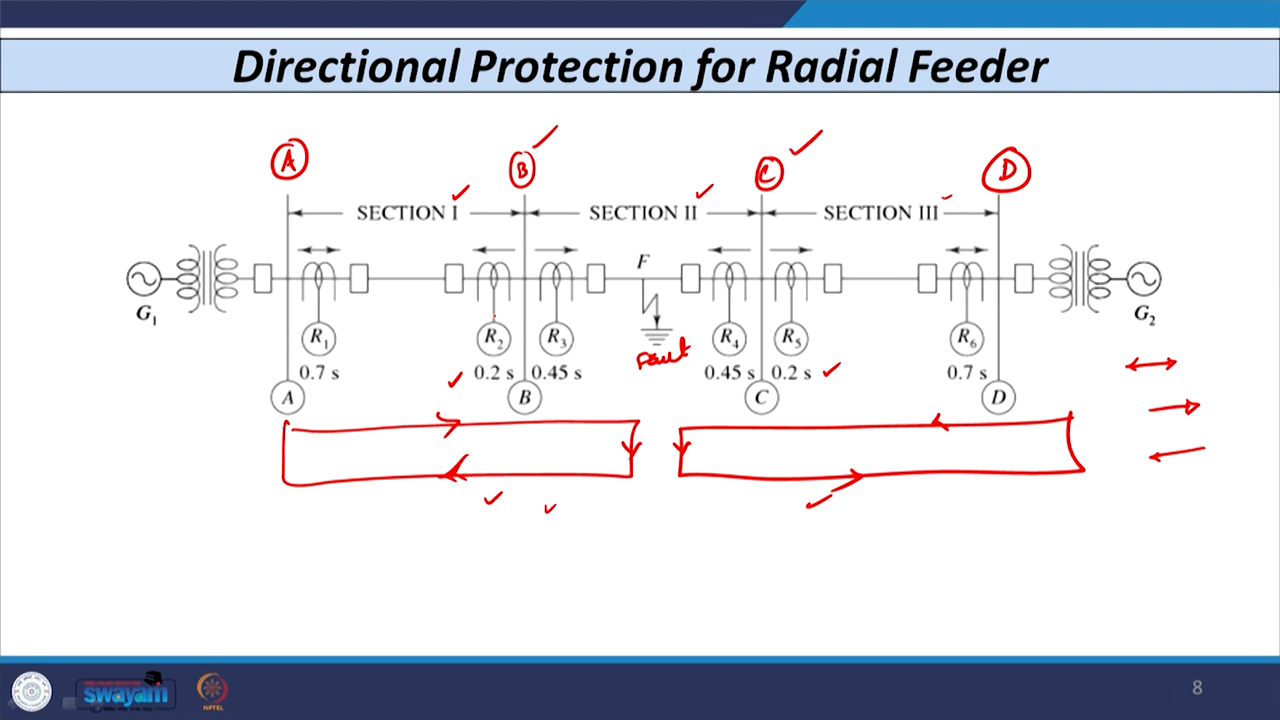 Directional Protection for Radial Feeder
A B C D
SECTION I SECTION II SECTION III
F
G1 G2
R1 R2 R3 R4 R5 R6
Fault
0.7 s 0.2 s 0.45 s 0.45 s 0.2 s 0.7 s
A B C D
swayam
NPTEL
8